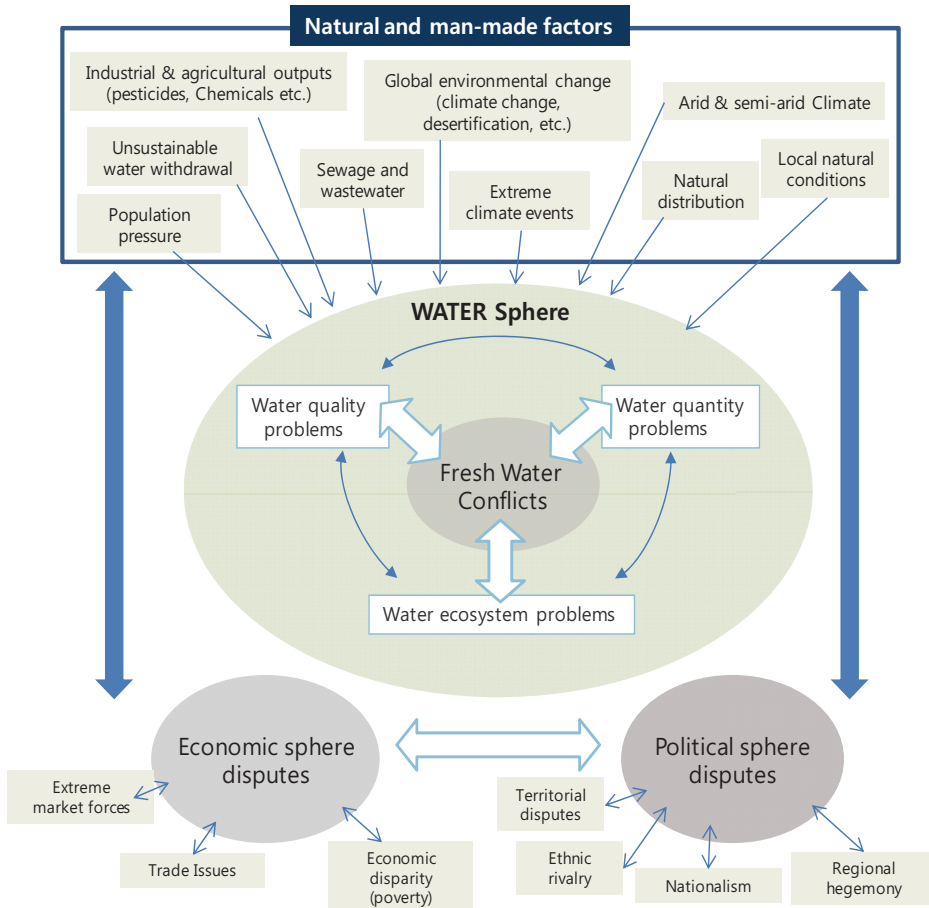 Natural and man-made factors
Industrial & agricultural outputs
(pesticides, Chemicals etc.)
Global environmental change
(climate change,
desertification, etc.)
Arid & semi-arid Climate
Unsustainable
water withdrawal
Sewage and
wastewater
Extreme
climate events
Natural
distribution
Local natural
conditions
Population
pressure
WATER Sphere
Water quality
problems
Water quantity
problems
Fresh Water
Conflicts
Water ecosystem problems
Economic sphere
disputes
Political sphere
disputes
Extreme
market forces
Trade Issues
Economic
disparity
(poverty)
Territorial
disputes
Ethnic
rivalry
Nationalism
Regional
hegemony